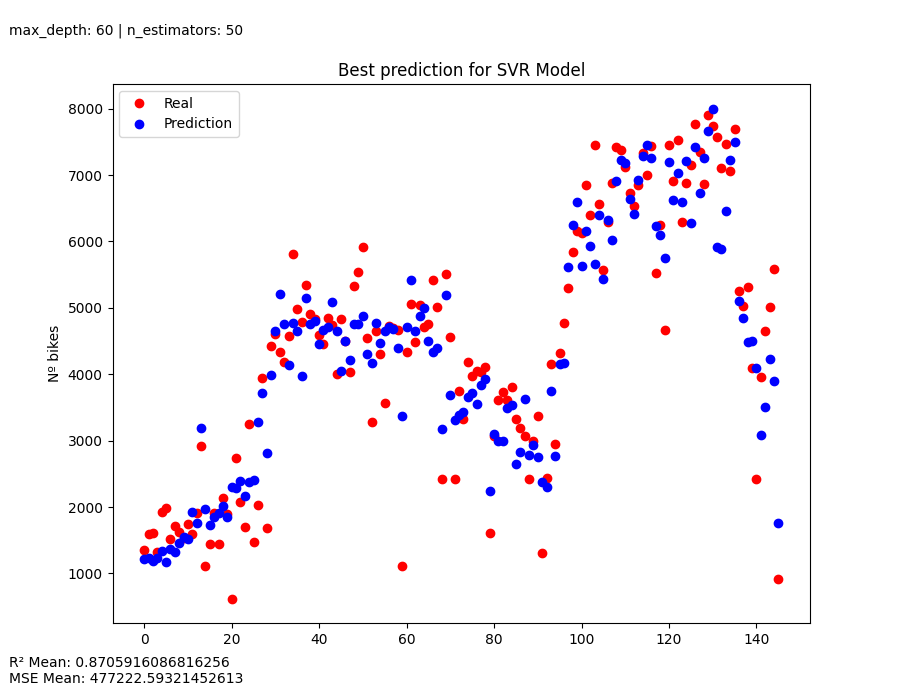 max_depth: 60 | n_estimators: 50
Best prediction for SVR Model
Real
Prediction
Nº bikes
8000
7000
6000
5000
4000
3000
2000
1000
0 20 40 60 80 100 120 140
R² Mean: 0.8705916086816256
MSE Mean: 477222.59321452613